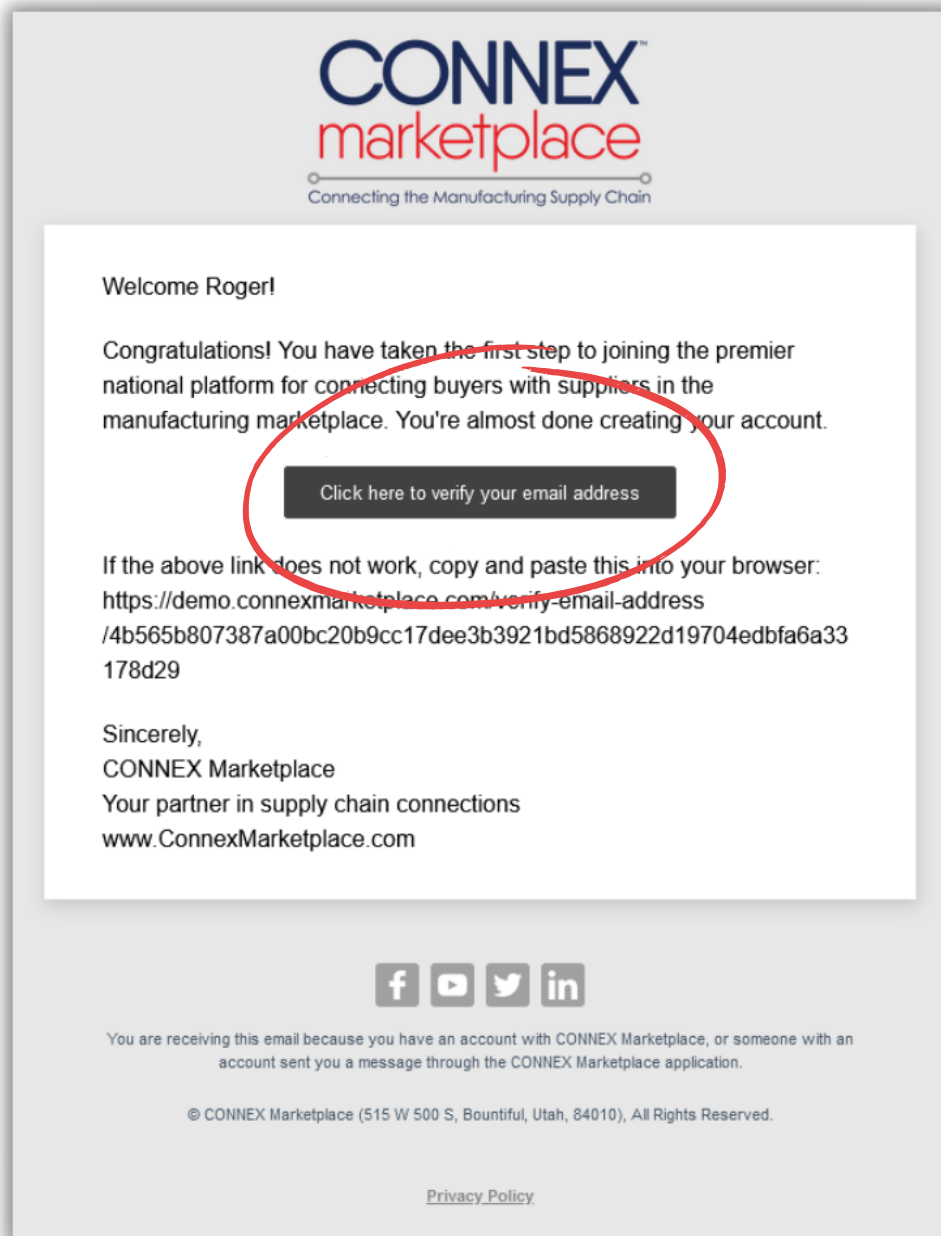 CONNEX™
marketplace
Connecting the Manufacturing Supply Chain
Welcome Roger!
Congratulations! You have taken the first step to joining the premier
national platform for connecting buyers with suppliers in the
manufacturing marketplace. You're almost done creating your account.
Click here to verify your email address
If the above link does not work, copy and paste this into your browser:
https://demo.connexmarketplace.com/verify-email-address
/4b565b807387a00bc20b9cc17dee3b3921bd5868922d19704edbfa6a33
178d29
Sincerely,
CONNEX Marketplace
Your partner in supply chain connections
www.ConnexMarketplace.com
You are receiving this email because you have an account with CONNEX Marketplace, or someone with an
account sent you a message through the CONNEX Marketplace application.
© CONNEX Marketplace (515 W 500 S, Bountiful, Utah, 84010), All Rights Reserved.
Privacy Policy